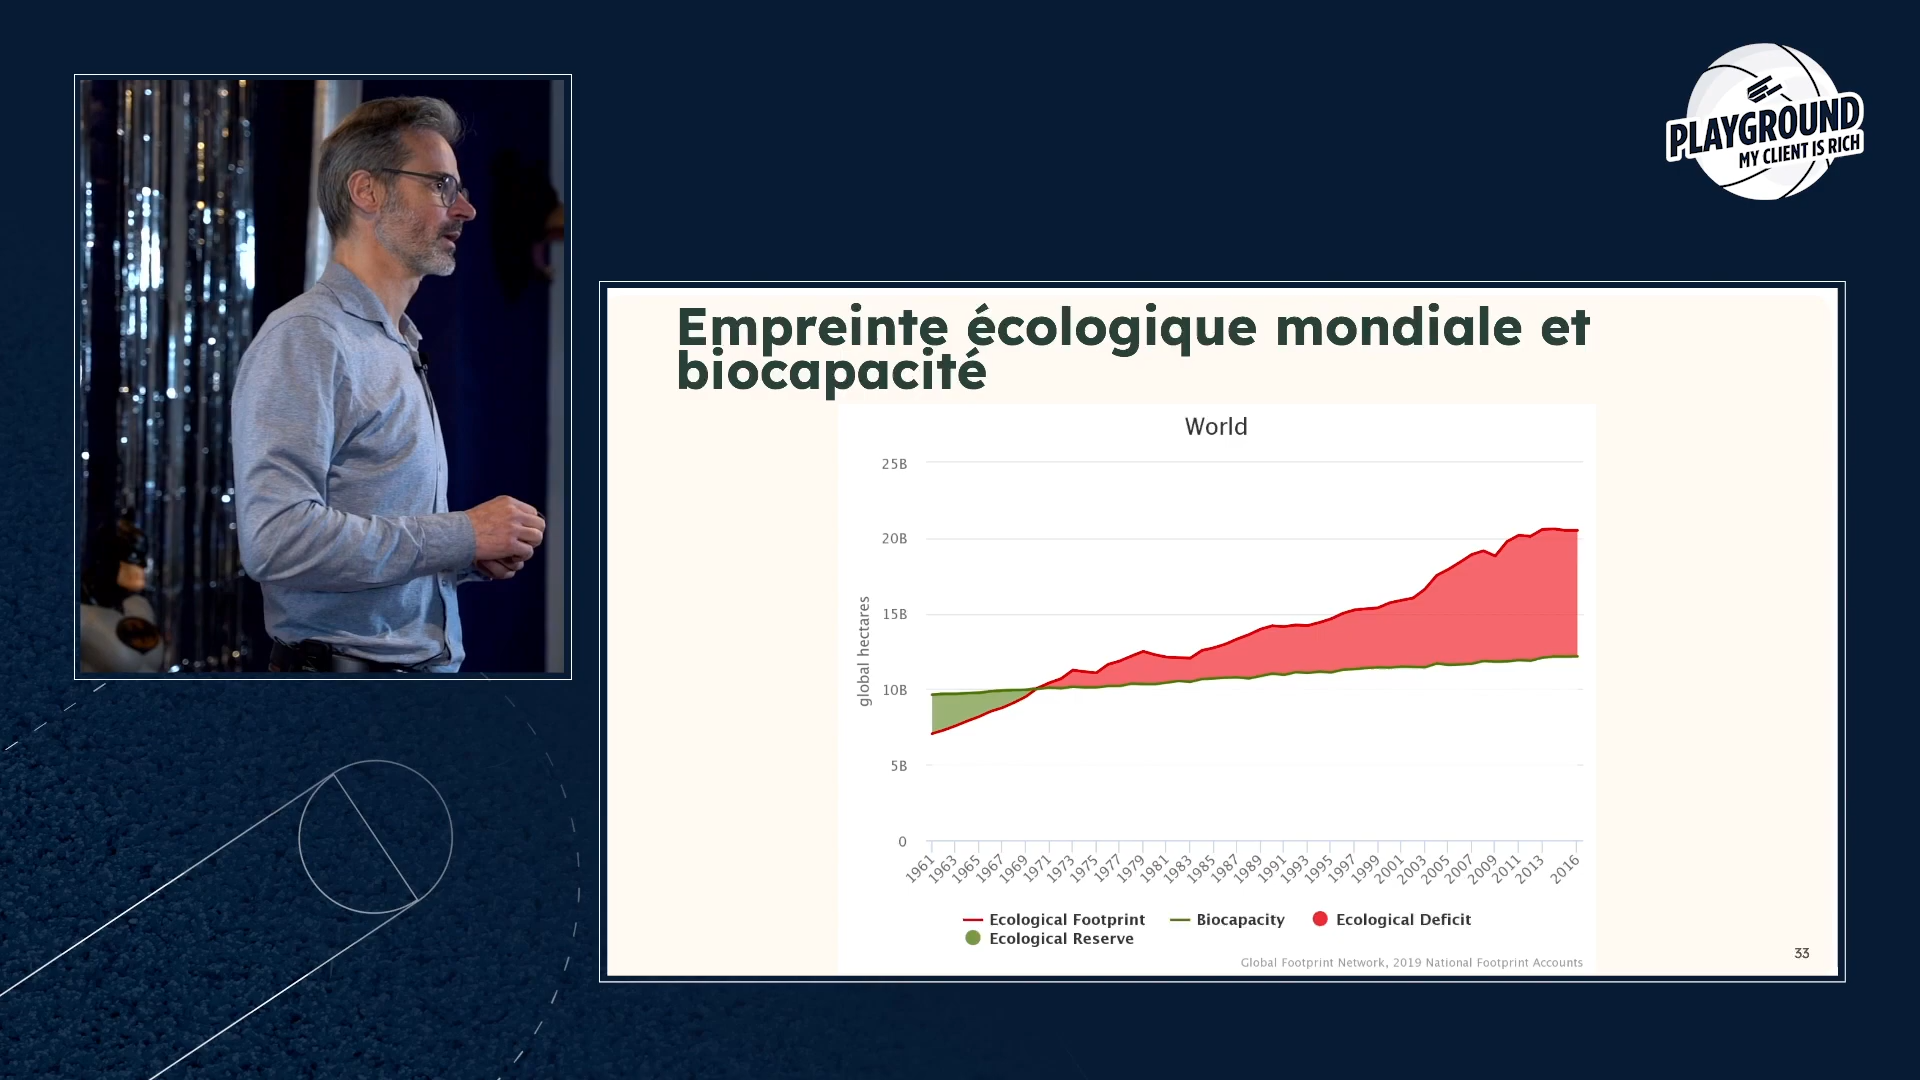 PLAYGROUND
MY CLIENT IS RICH
Empreinte écologique mondiale et
biocapacité
World
25B
20B
15B
10B
5B
0
global hectares
1961 1963 1965 1967 1969 1971 1973 1975 1977 1979 1981 1983 1985 1987 1989 1991 1993 1995 1997 1999 2001 2003 2005 2007 2009 2011 2013 2016
Ecological Footprint Biocapacity Ecological Deficit
Ecological Reserve
Global Footprint Network, 2019 National Footprint Accounts
33